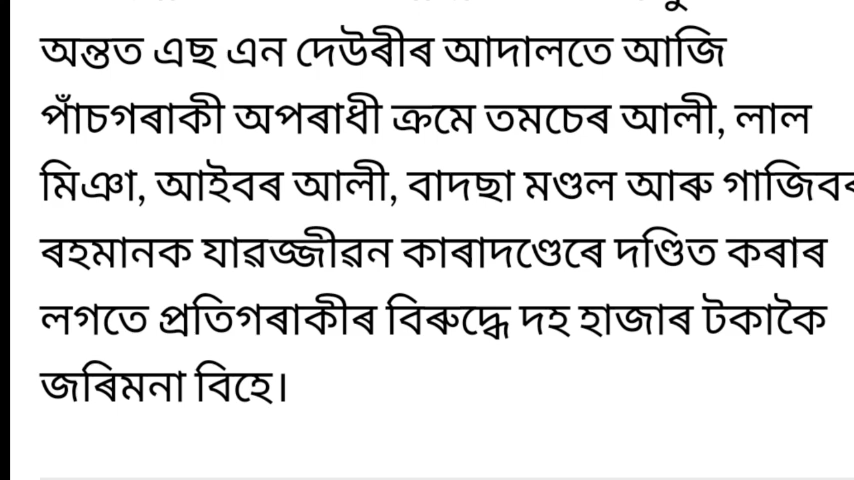 অন্তত এছ এন দেউৰীৰ আদালতে আজি
পাঁচগৰাকী অপৰাধী ক্ৰমে তমচেৰ আলী, লাল
মিঞা, আইবৰ আলী, বাদছা মণ্ডল আৰু গাজিবৰ
ৰহমানক যাৱজ্জীৱন কাৰাদণ্ডেৰে দণ্ডিত কৰাৰ
লগতে প্ৰতিগৰাকীৰ বিৰুদ্ধে দহ হাজাৰ টকাকৈ
জৰিমনা বিহে।